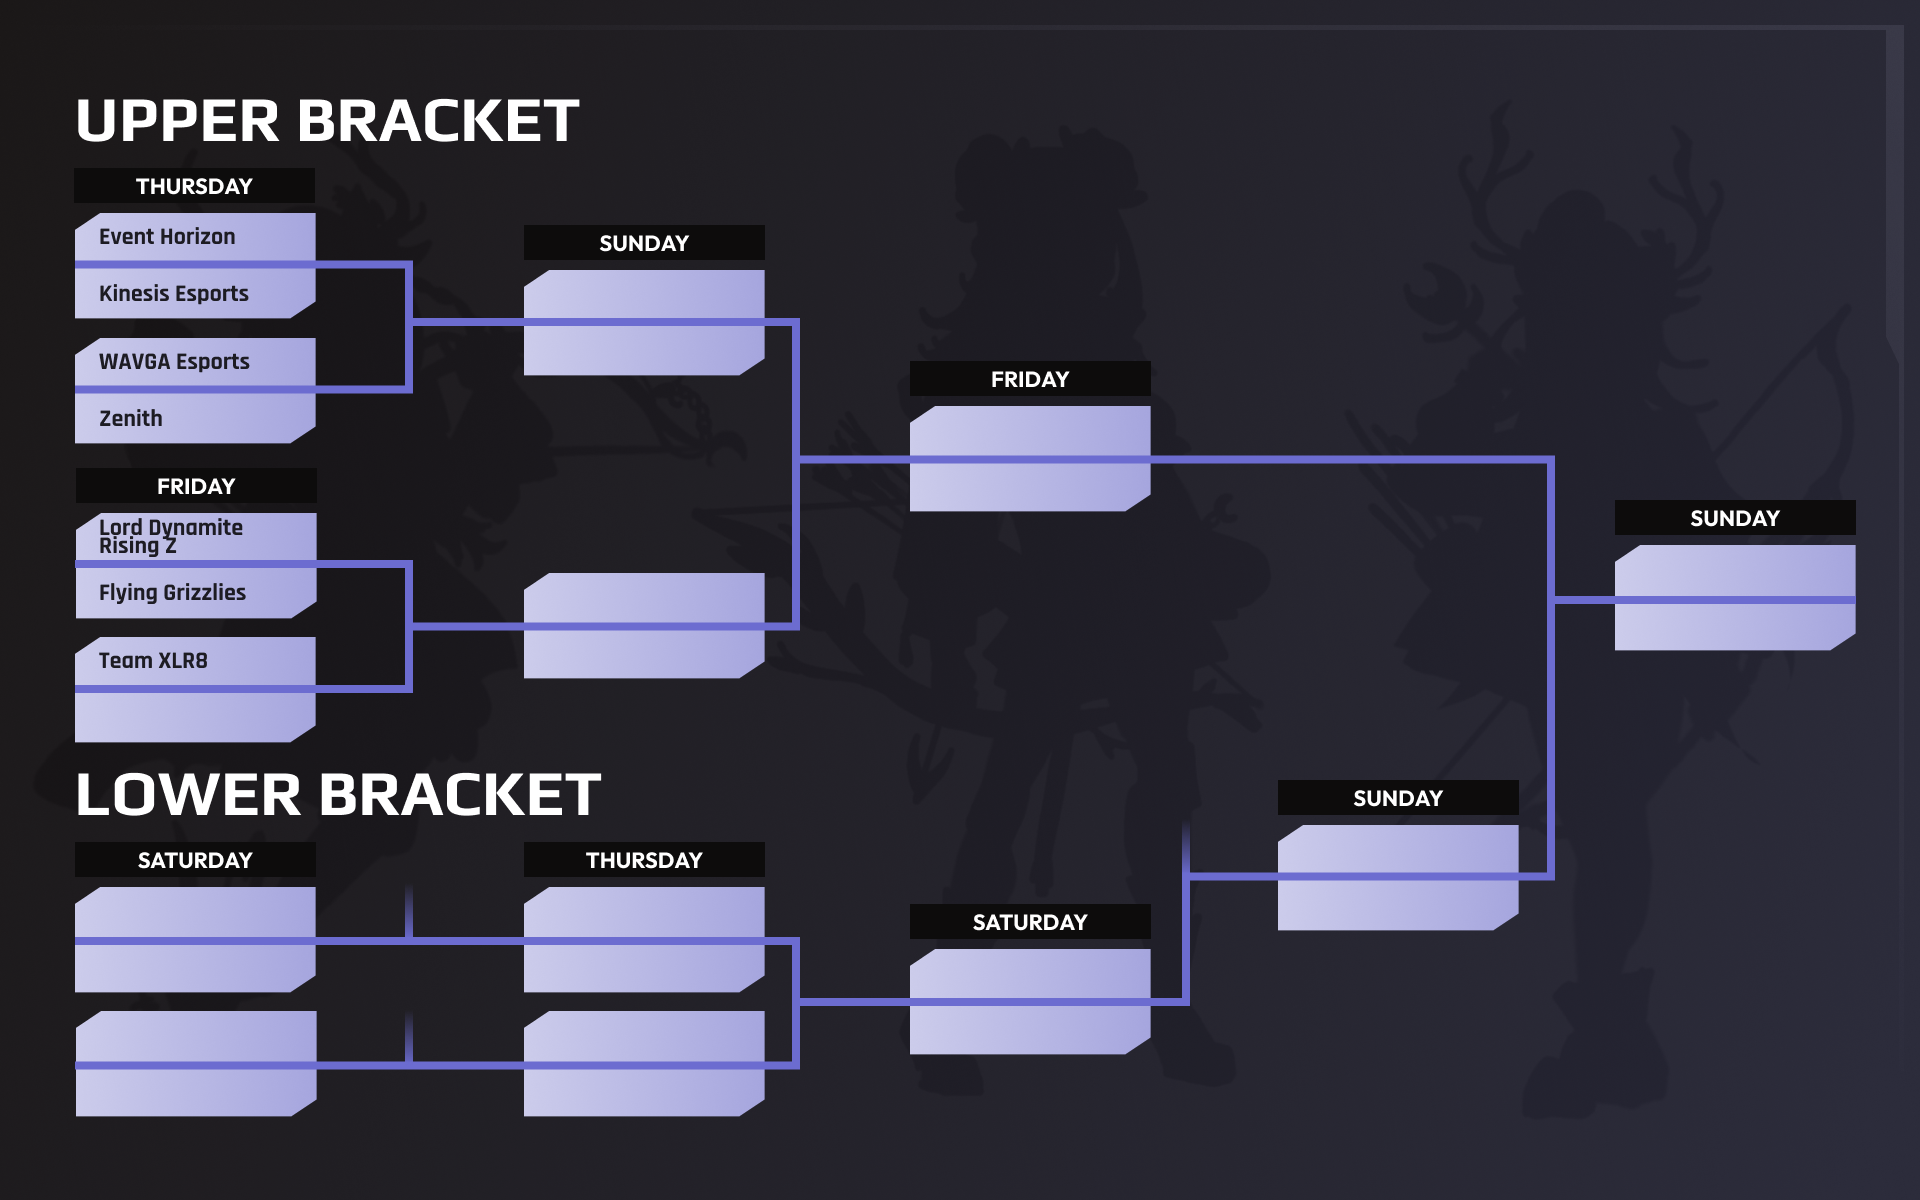 UPPER BRACKET
THURSDAY
Event Horizon
Kinesis Esports
WAVGA Esports
Zenith
FRIDAY
Lord Dynamite
Rising Z
Flying Grizzlies
Team XLR8
SUNDAY
FRIDAY
SUNDAY
LOWER BRACKET
SATURDAY
THURSDAY
SATURDAY
SUNDAY